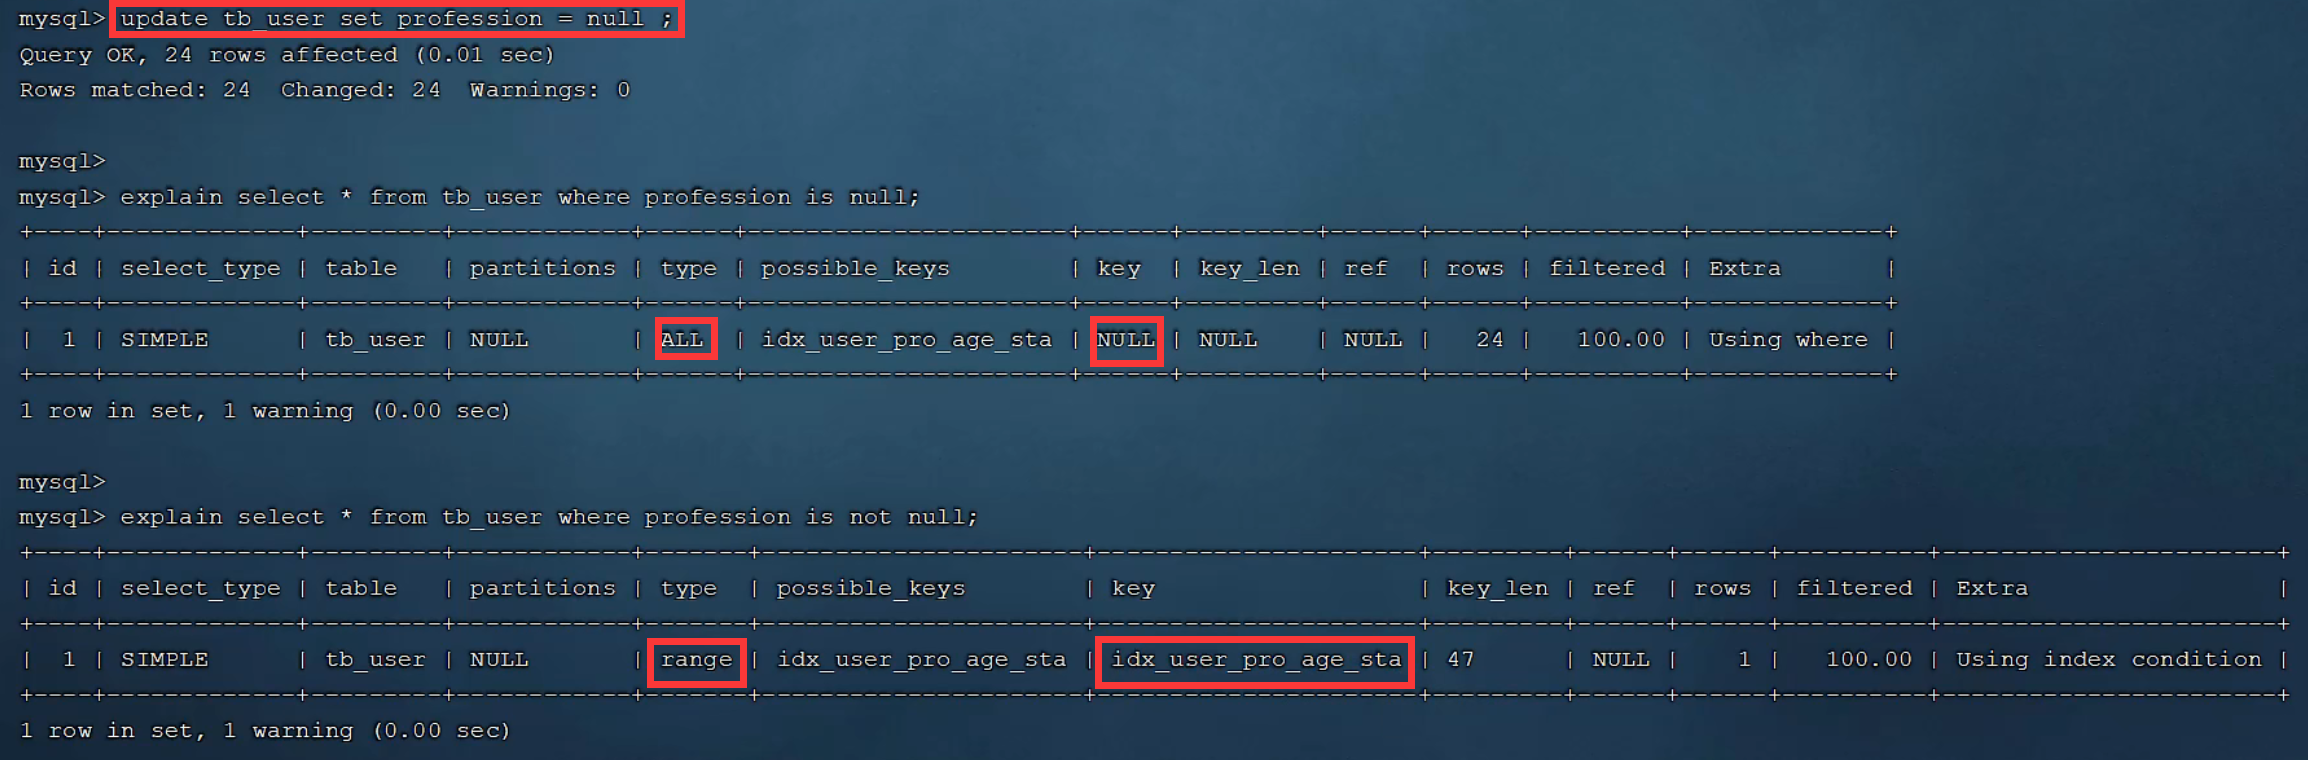 mysql> update tb_user set profession = null ;
Query OK, 24 rows affected (0.01 sec)
Rows matched: 24  Changed: 24  Warnings: 0

mysql>
mysql> explain select * from tb_user where profession is null;
+----+-------------+---------+------------+------+----------------------+------+---------+------+------+----------+-------------+
| id | select_type | table   | partitions | type | possible_keys        | key  | key_len | ref  | rows | filtered | Extra       |
+----+-------------+---------+------------+------+----------------------+------+---------+------+------+----------+-------------+
|  1 | SIMPLE      | tb_user | NULL       | ALL  | idx_user_pro_age_sta | NULL | NULL    | NULL |   24 |   100.00 | Using where |
+----+-------------+---------+------------+------+----------------------+------+---------+------+------+----------+-------------+
1 row in set, 1 warning (0.00 sec)

mysql>
mysql> explain select * from tb_user where profession is not null;
+----+-------------+---------+------------+-------+----------------------+----------------------+---------+------+------+----------+-----------------------+
| id | select_type | table   | partitions | type  | possible_keys        | key                  | key_len | ref  | rows | filtered | Extra                 |
+----+-------------+---------+------------+-------+----------------------+----------------------+---------+------+------+----------+-----------------------+
|  1 | SIMPLE      | tb_user | NULL       | range | idx_user_pro_age_sta | idx_user_pro_age_sta | 47      | NULL |    1 |   100.00 | Using index condition |
+----+-------------+---------+------------+-------+----------------------+----------------------+---------+------+------+----------+-----------------------+
1 row in set, 1 warning (0.00 sec)